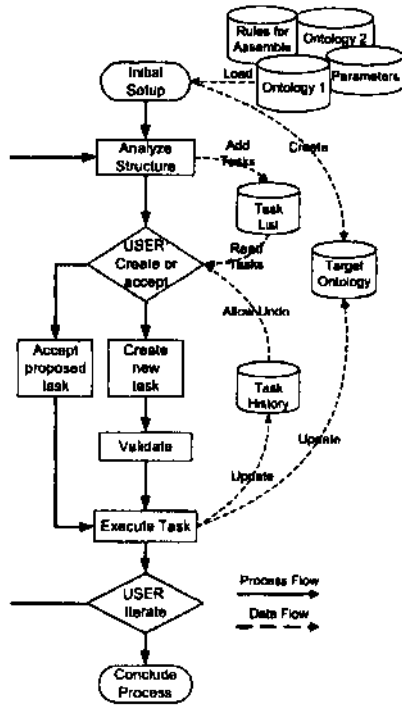 Rules for
Assemble
Ontology 2
Parameters
Ontology 1
Load
Initial
Setup
Create
Add
Tasks
Analyze
Structure
Task
List
Read
Tasks
USER
Create or
accept
Target
Ontology
Allow Undo
Accept
proposed
task
Create
new
task
Task
History
Validate
Update
Update
Execute Task
USER
Iterate
Process Flow
Data Flow
Conclude
Process